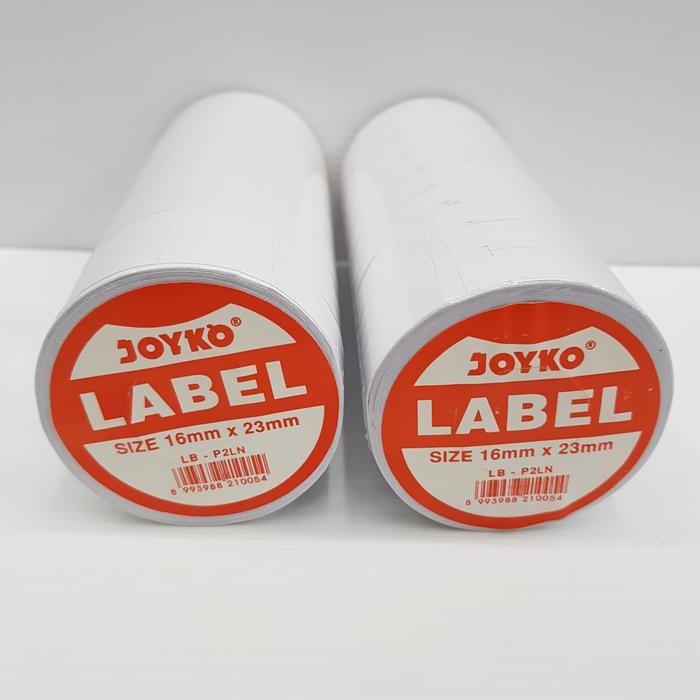 JOYKO®
LABEL
SIZE 16mm x 23mm
LB - P2LN
8 993988 210054
JOYKO®
LABEL
SIZE 16mm x 23mm
LB - P2LN
8 993988 210054